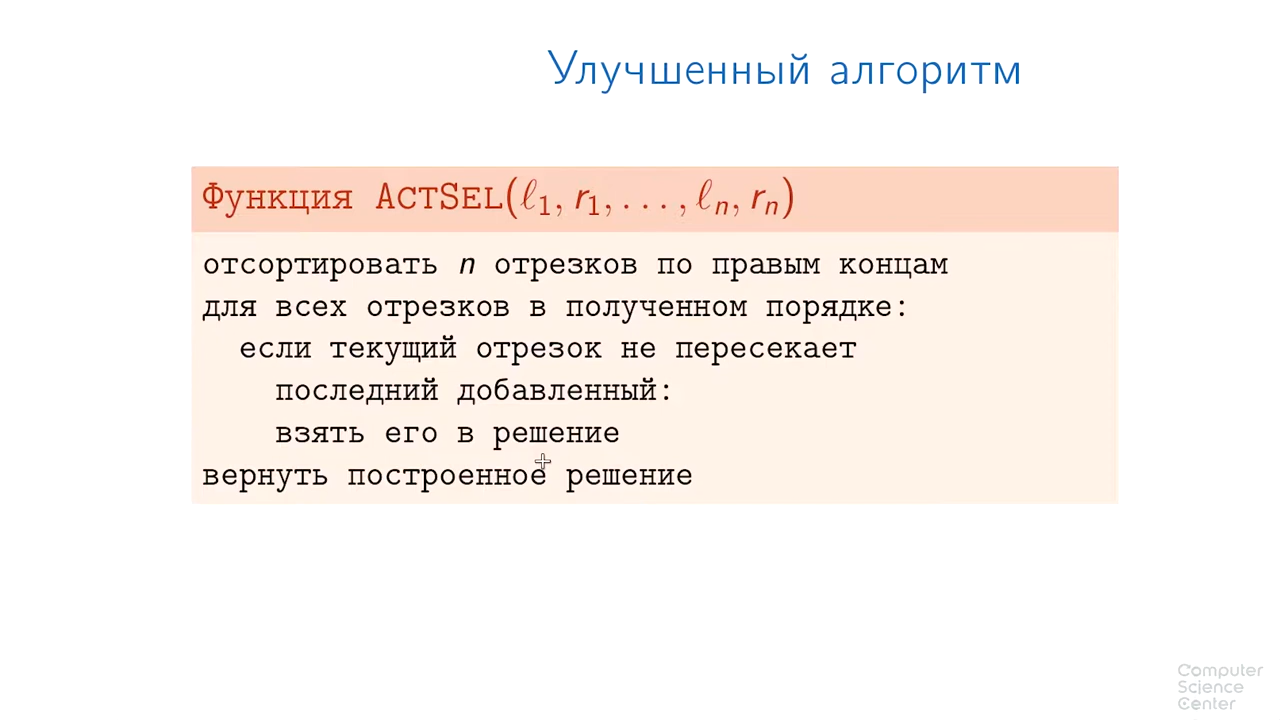 Улучшенный алгоритм
Функция ActSel(ℓ₁, r₁, . . . , ℓₙ, rₙ)
отсортировать n отрезков по правым концам
для всех отрезков в полученном порядке:
если текущий отрезок не пересекает
последний добавленный:
взять его в решение
вернуть построенное решение
Computer
Science
Center